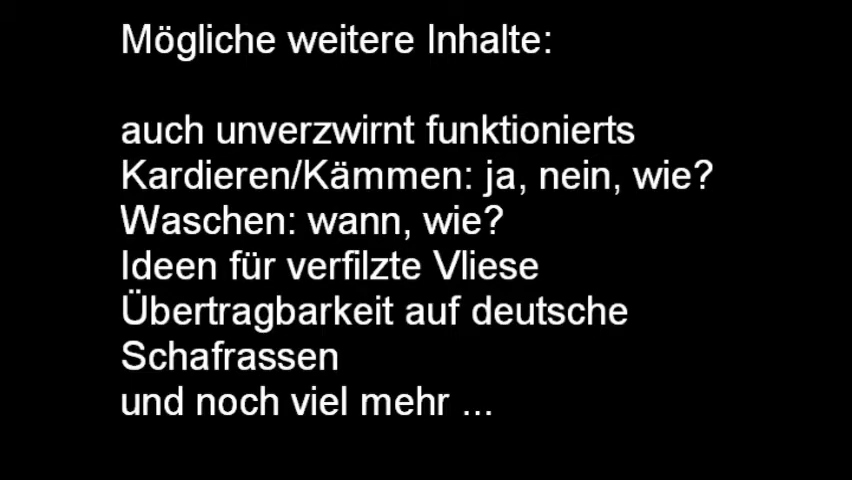 Mögliche weitere Inhalte:
auch unverzwirnt funktionierts
Kardieren/Kämmen: ja, nein, wie?
Waschen: wann, wie?
Ideen für verfilzte Vliese
Übertragbarkeit auf deutsche
Schafrassen
und noch viel mehr ...